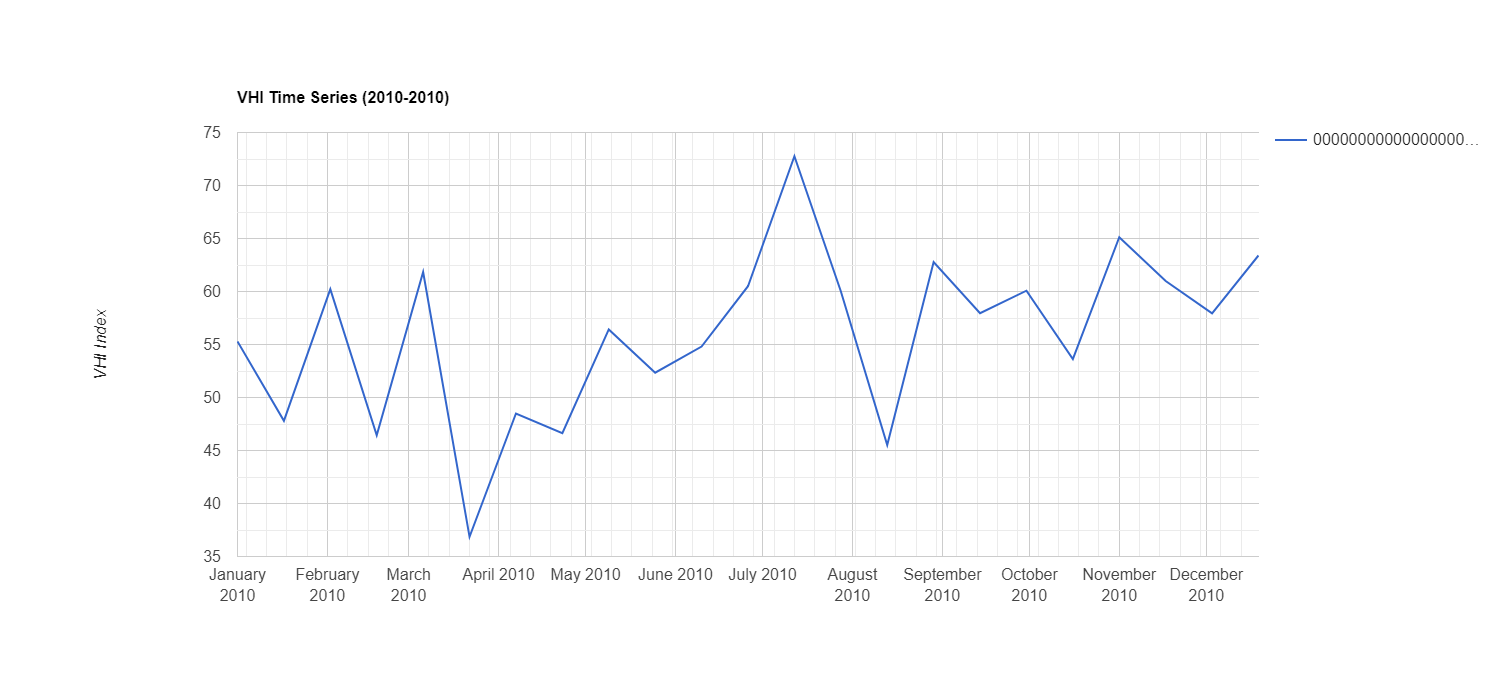 VHI Time Series (2010-2010)
75
70
65
60
55
50
45
40
35
VHI Index
January
2010
February
2010
March
2010
April 2010
May 2010
June 2010
July 2010
August
2010
September
2010
October
2010
November
2010
December
2010
00000000000000000...